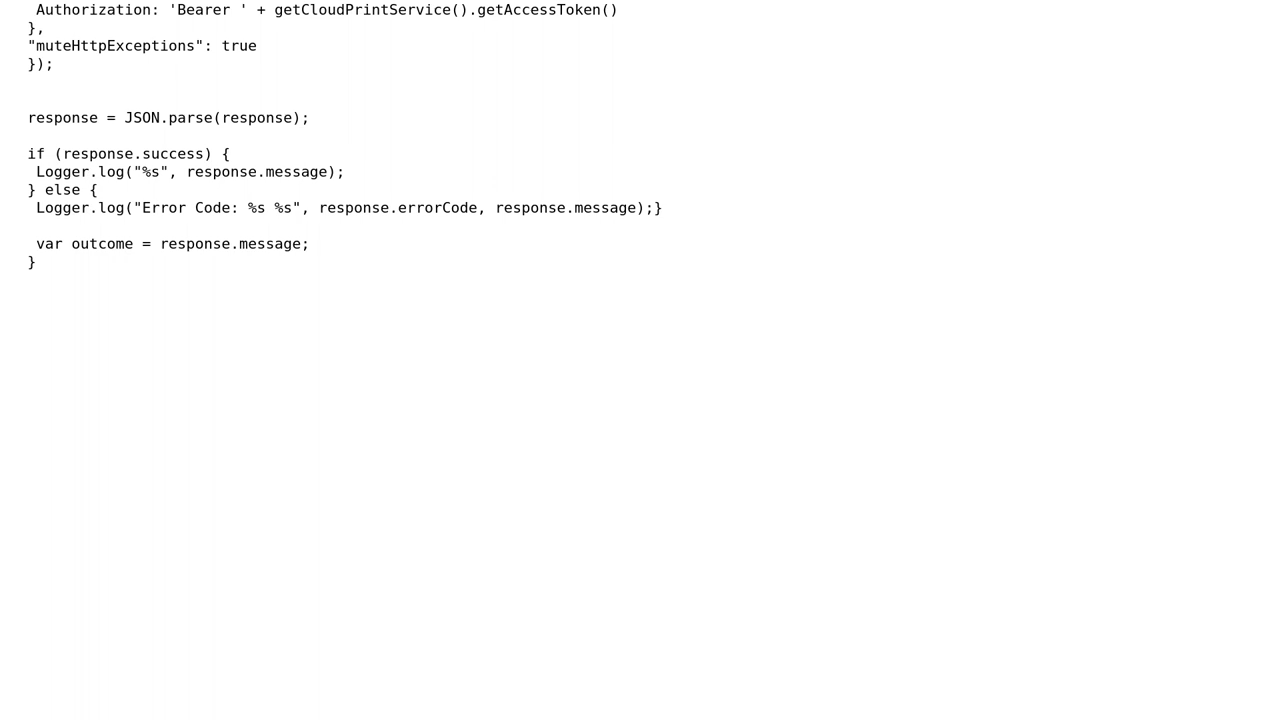 Authorization: 'Bearer ' + getCloudPrintService().getAccessToken()
},
"muteHttpExceptions": true
});
response = JSON.parse(response);
if (response.success) {
Logger.log("%s", response.message);
} else {
Logger.log("Error Code: %s %s", response.errorCode, response.message);}
var outcome = response.message;
}